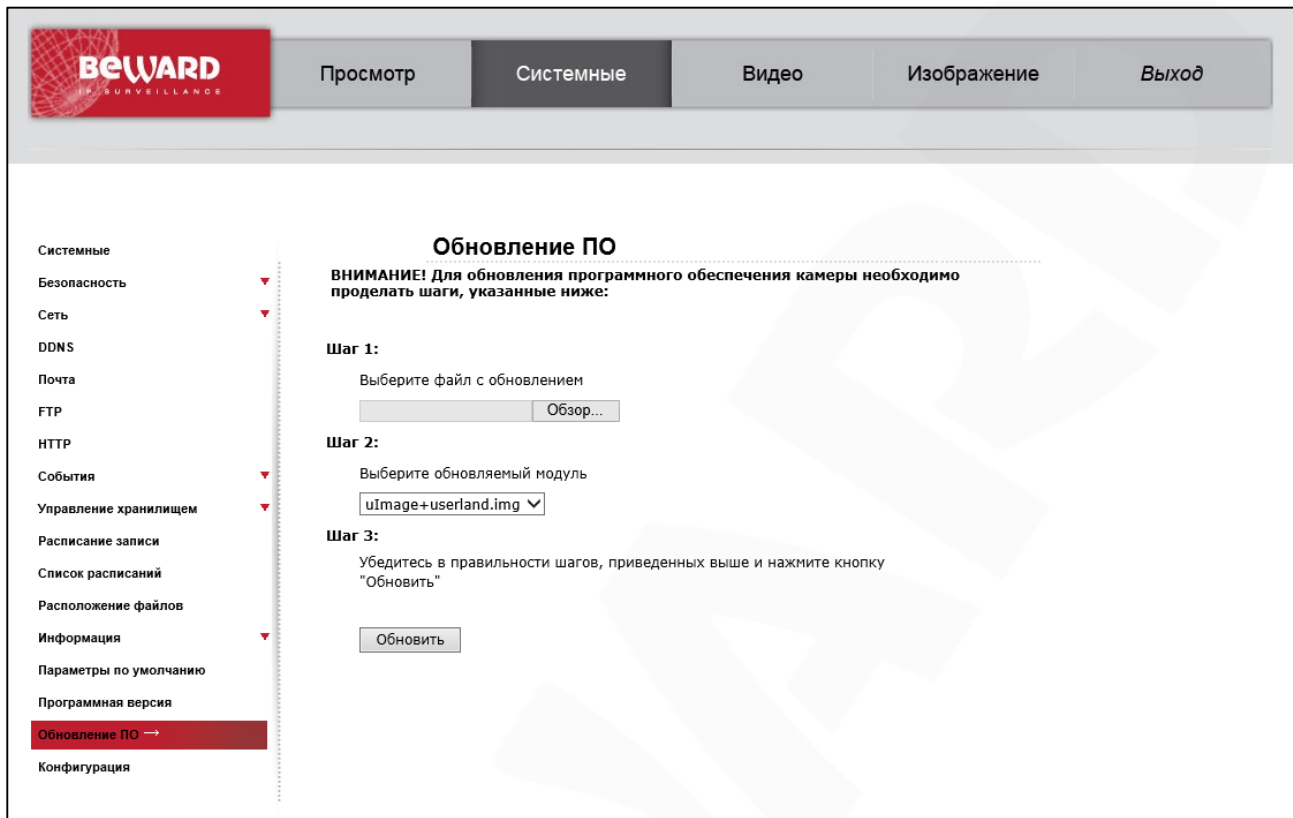 BEWARD
IP SURVEILLANCE
Просмотр
Системные
Видео
Изображение
Выход
Системные
Безопасность
Сеть
DDNS
Почта
FTP
HTTP
События
Управление хранилищем
Расписание записи
Список расписаний
Расположение файлов
Информация
Параметры по умолчанию
Программная версия
Обновление ПО →
Конфигурация
Обновление ПО
ВНИМАНИЕ! Для обновления программного обеспечения камеры необходимо
проделать шаги, указанные ниже:
Шаг 1:
Выберите файл с обновлением
Обзор...
Шаг 2:
Выберите обновляемый модуль
uImage+userland.img
Шаг 3:
Убедитесь в правильности шагов, приведенных выше и нажмите кнопку
"Обновить"
Обновить